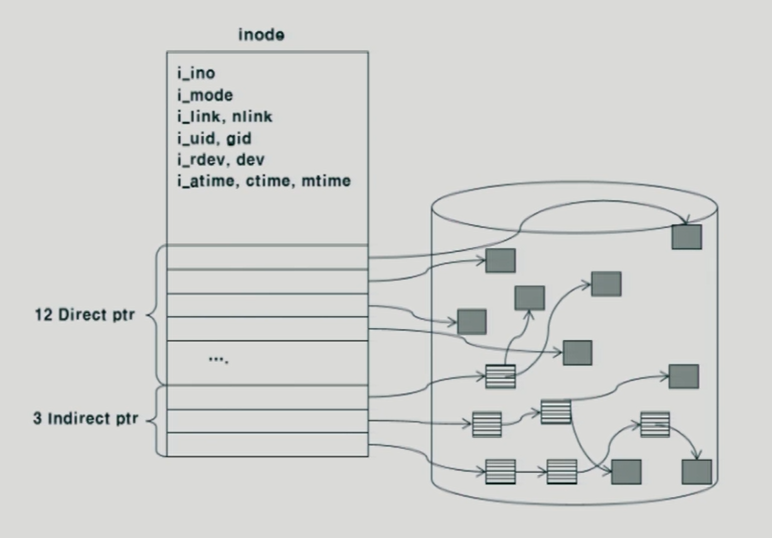 inode
i_ino
i_mode
i_link, nlink
i_uid, gid
i_rdev, dev
i_atime, ctime, mtime
12 Direct ptr
....
3 Indirect ptr